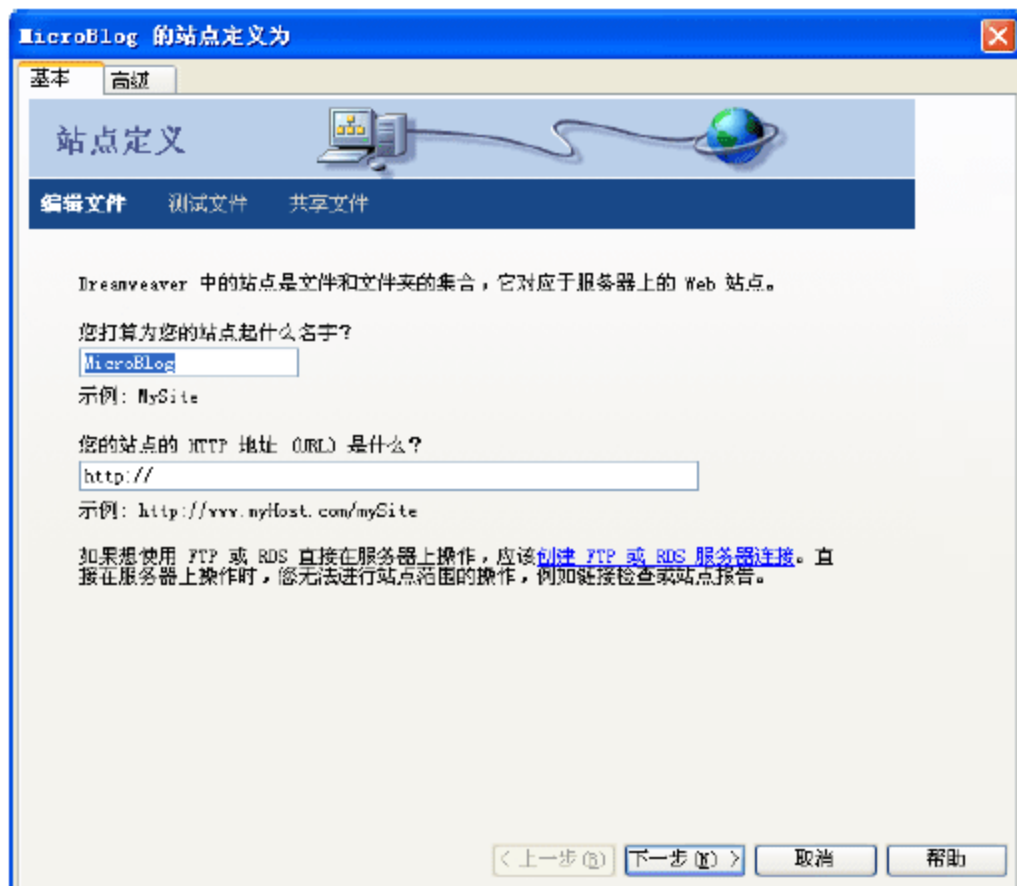 MicroBlog 的站点定义为
基本 高级
站点定义
编辑文件 测试文件 共享文件
Dreamweaver 中的站点是文件和文件夹的集合，它对应于服务器上的 Web 站点。
您打算为您的站点起什么名字?
MicroBlog
示例: MySite
您的站点的 HTTP 地址 (URL) 是什么?
http://
示例: http://www.myHost.com/mySite
如果想使用 FTP 或 RDS 直接在服务器上操作，应该创建 FTP 或 RDS 服务器连接。直
接在服务器上操作时，您无法进行站点范围的操作，例如链接检查或站点报告。
< 上一步(B) 下一步(N) > 取消 帮助